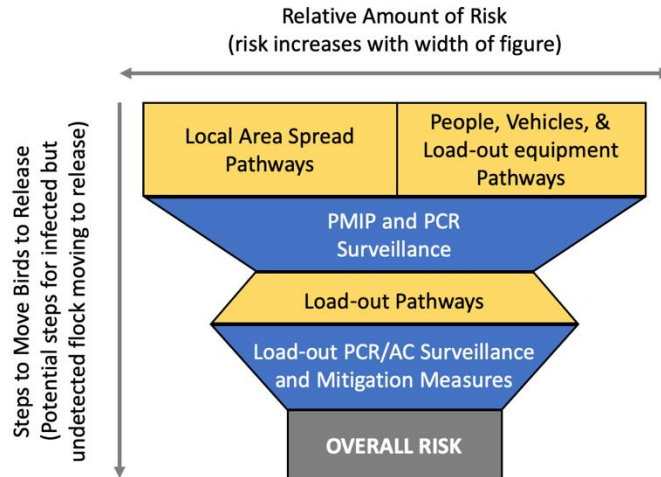 Relative Amount of Risk
(risk increases with width of figure)
Steps to Move Birds to Release
(Potential steps for infected but
undetected flock moving to release)
Local Area Spread
Pathways
People, Vehicles, &
Load-out equipment
Pathways
PMIP and PCR
Surveillance
Load-out Pathways
Load-out PCR/AC Surveillance
and Mitigation Measures
OVERALL RISK